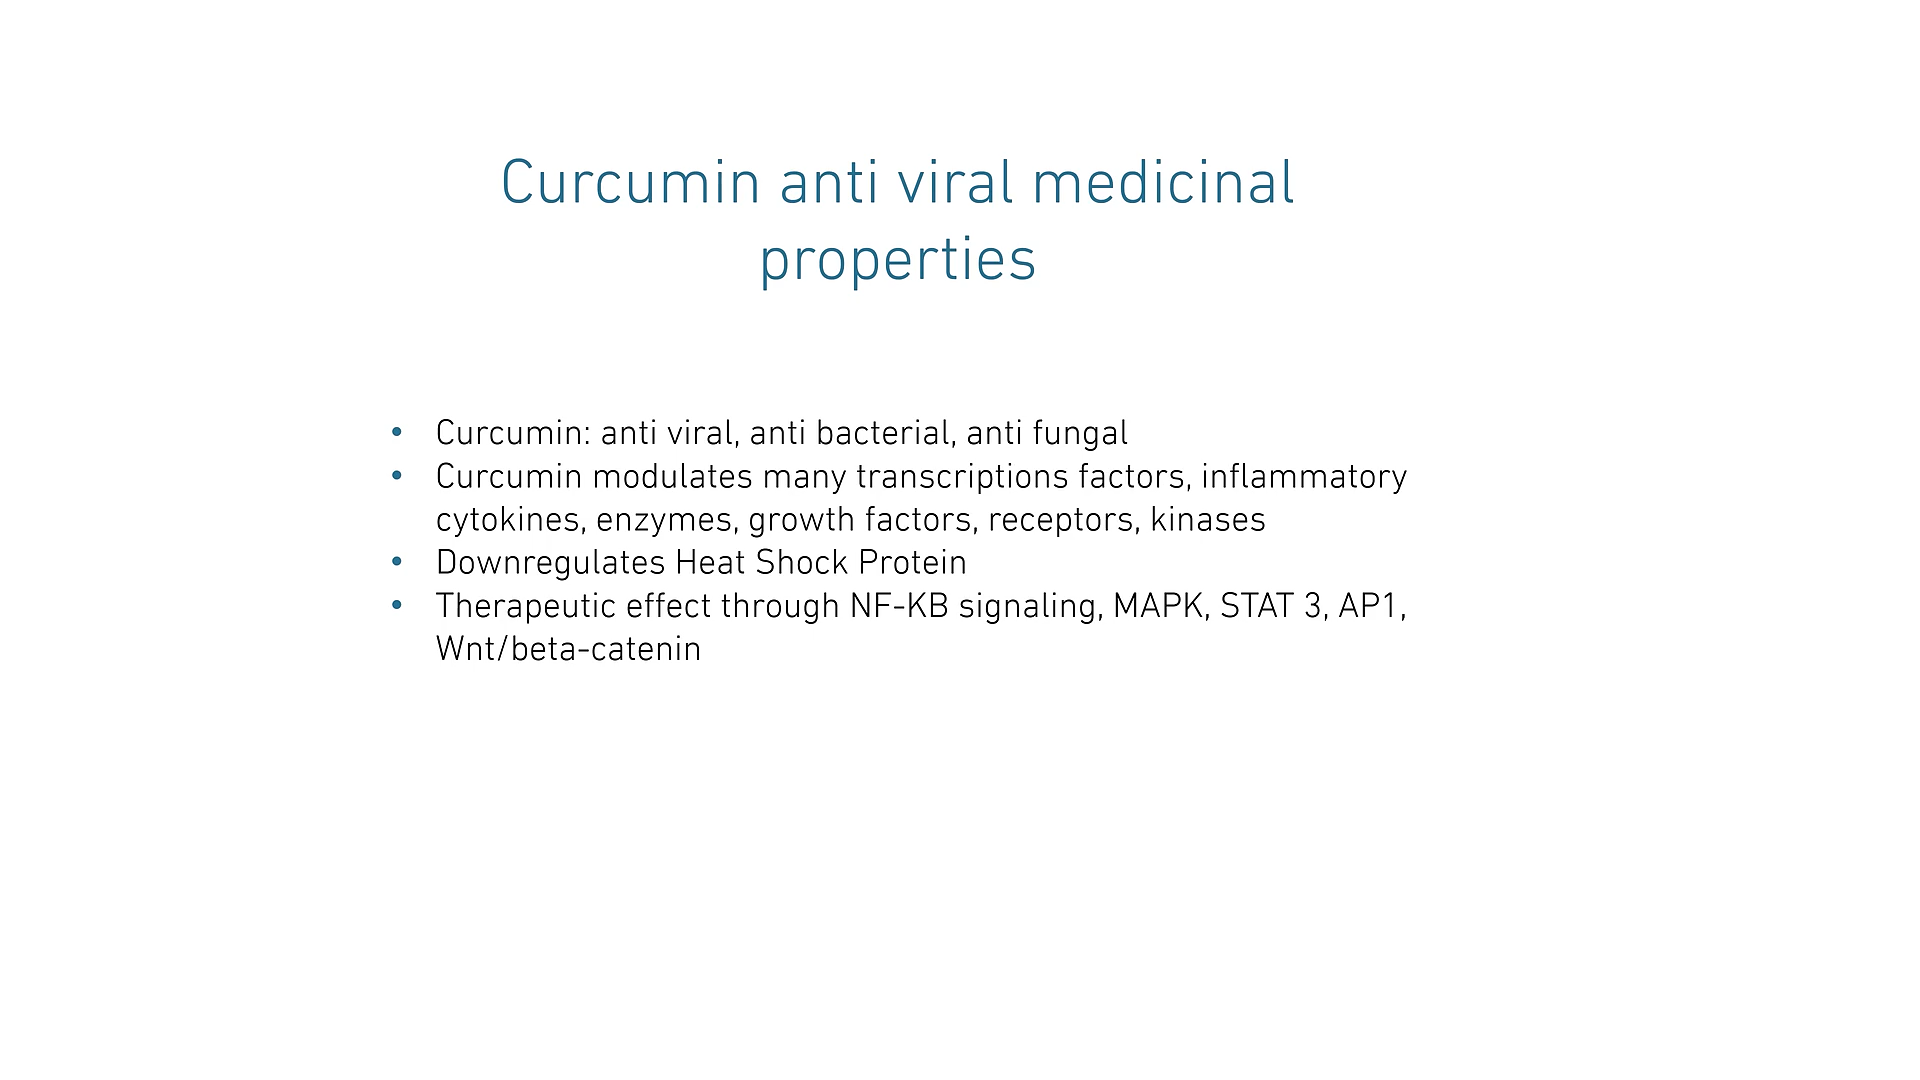 Curcumin anti viral medicinal
properties
• Curcumin: anti viral, anti bacterial, anti fungal
• Curcumin modulates many transcriptions factors, inflammatory
cytokines, enzymes, growth factors, receptors, kinases
• Downregulates Heat Shock Protein
• Therapeutic effect through NF-KB signaling, MAPK, STAT 3, AP1,
Wnt/beta-catenin